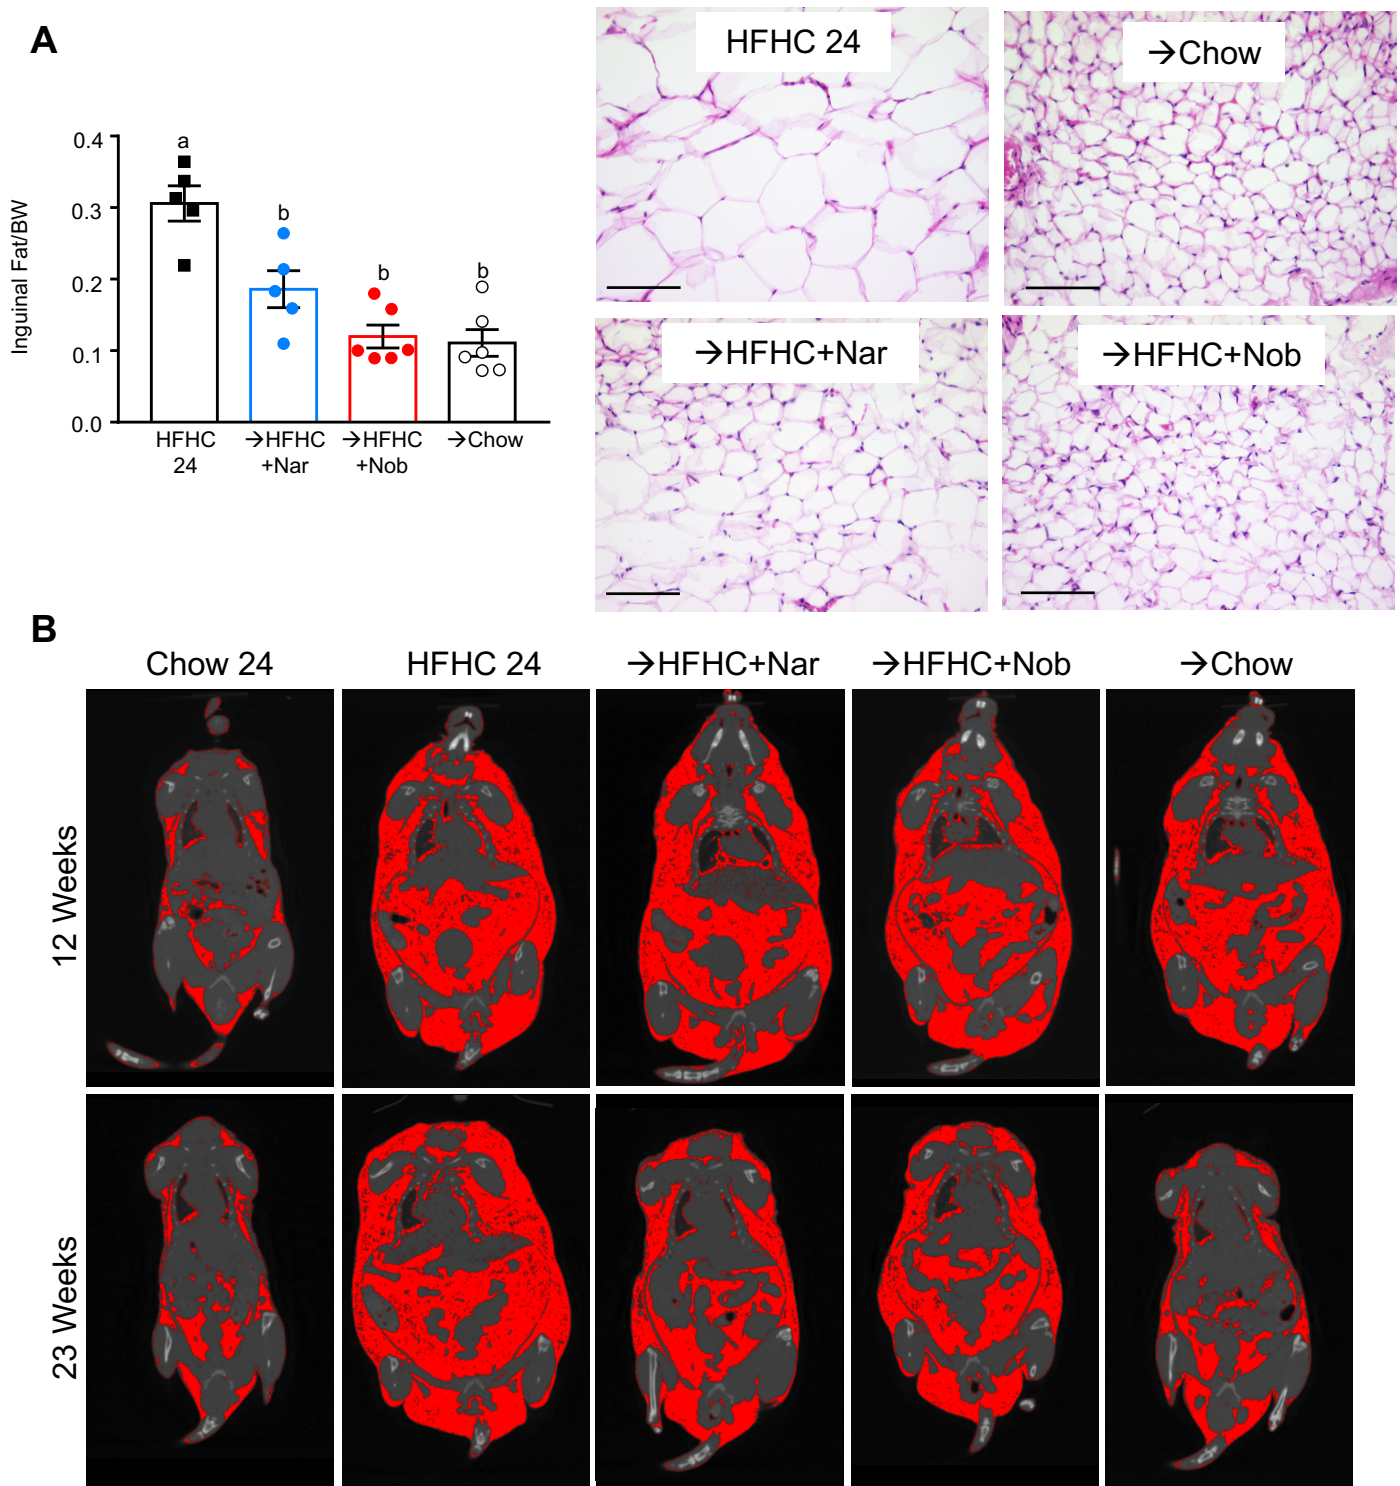 A
HFHC 24
→Chow
→HFHC+Nar
→HFHC+Nob
Inguinal Fat/BW
0.4
0.3
0.2
0.1
0.0
a
b
b
b
HFHC
24
→HFHC
+Nar
→HFHC
+Nob
→Chow
B
Chow 24
HFHC 24
→HFHC+Nar
→HFHC+Nob
→Chow
12 Weeks
23 Weeks